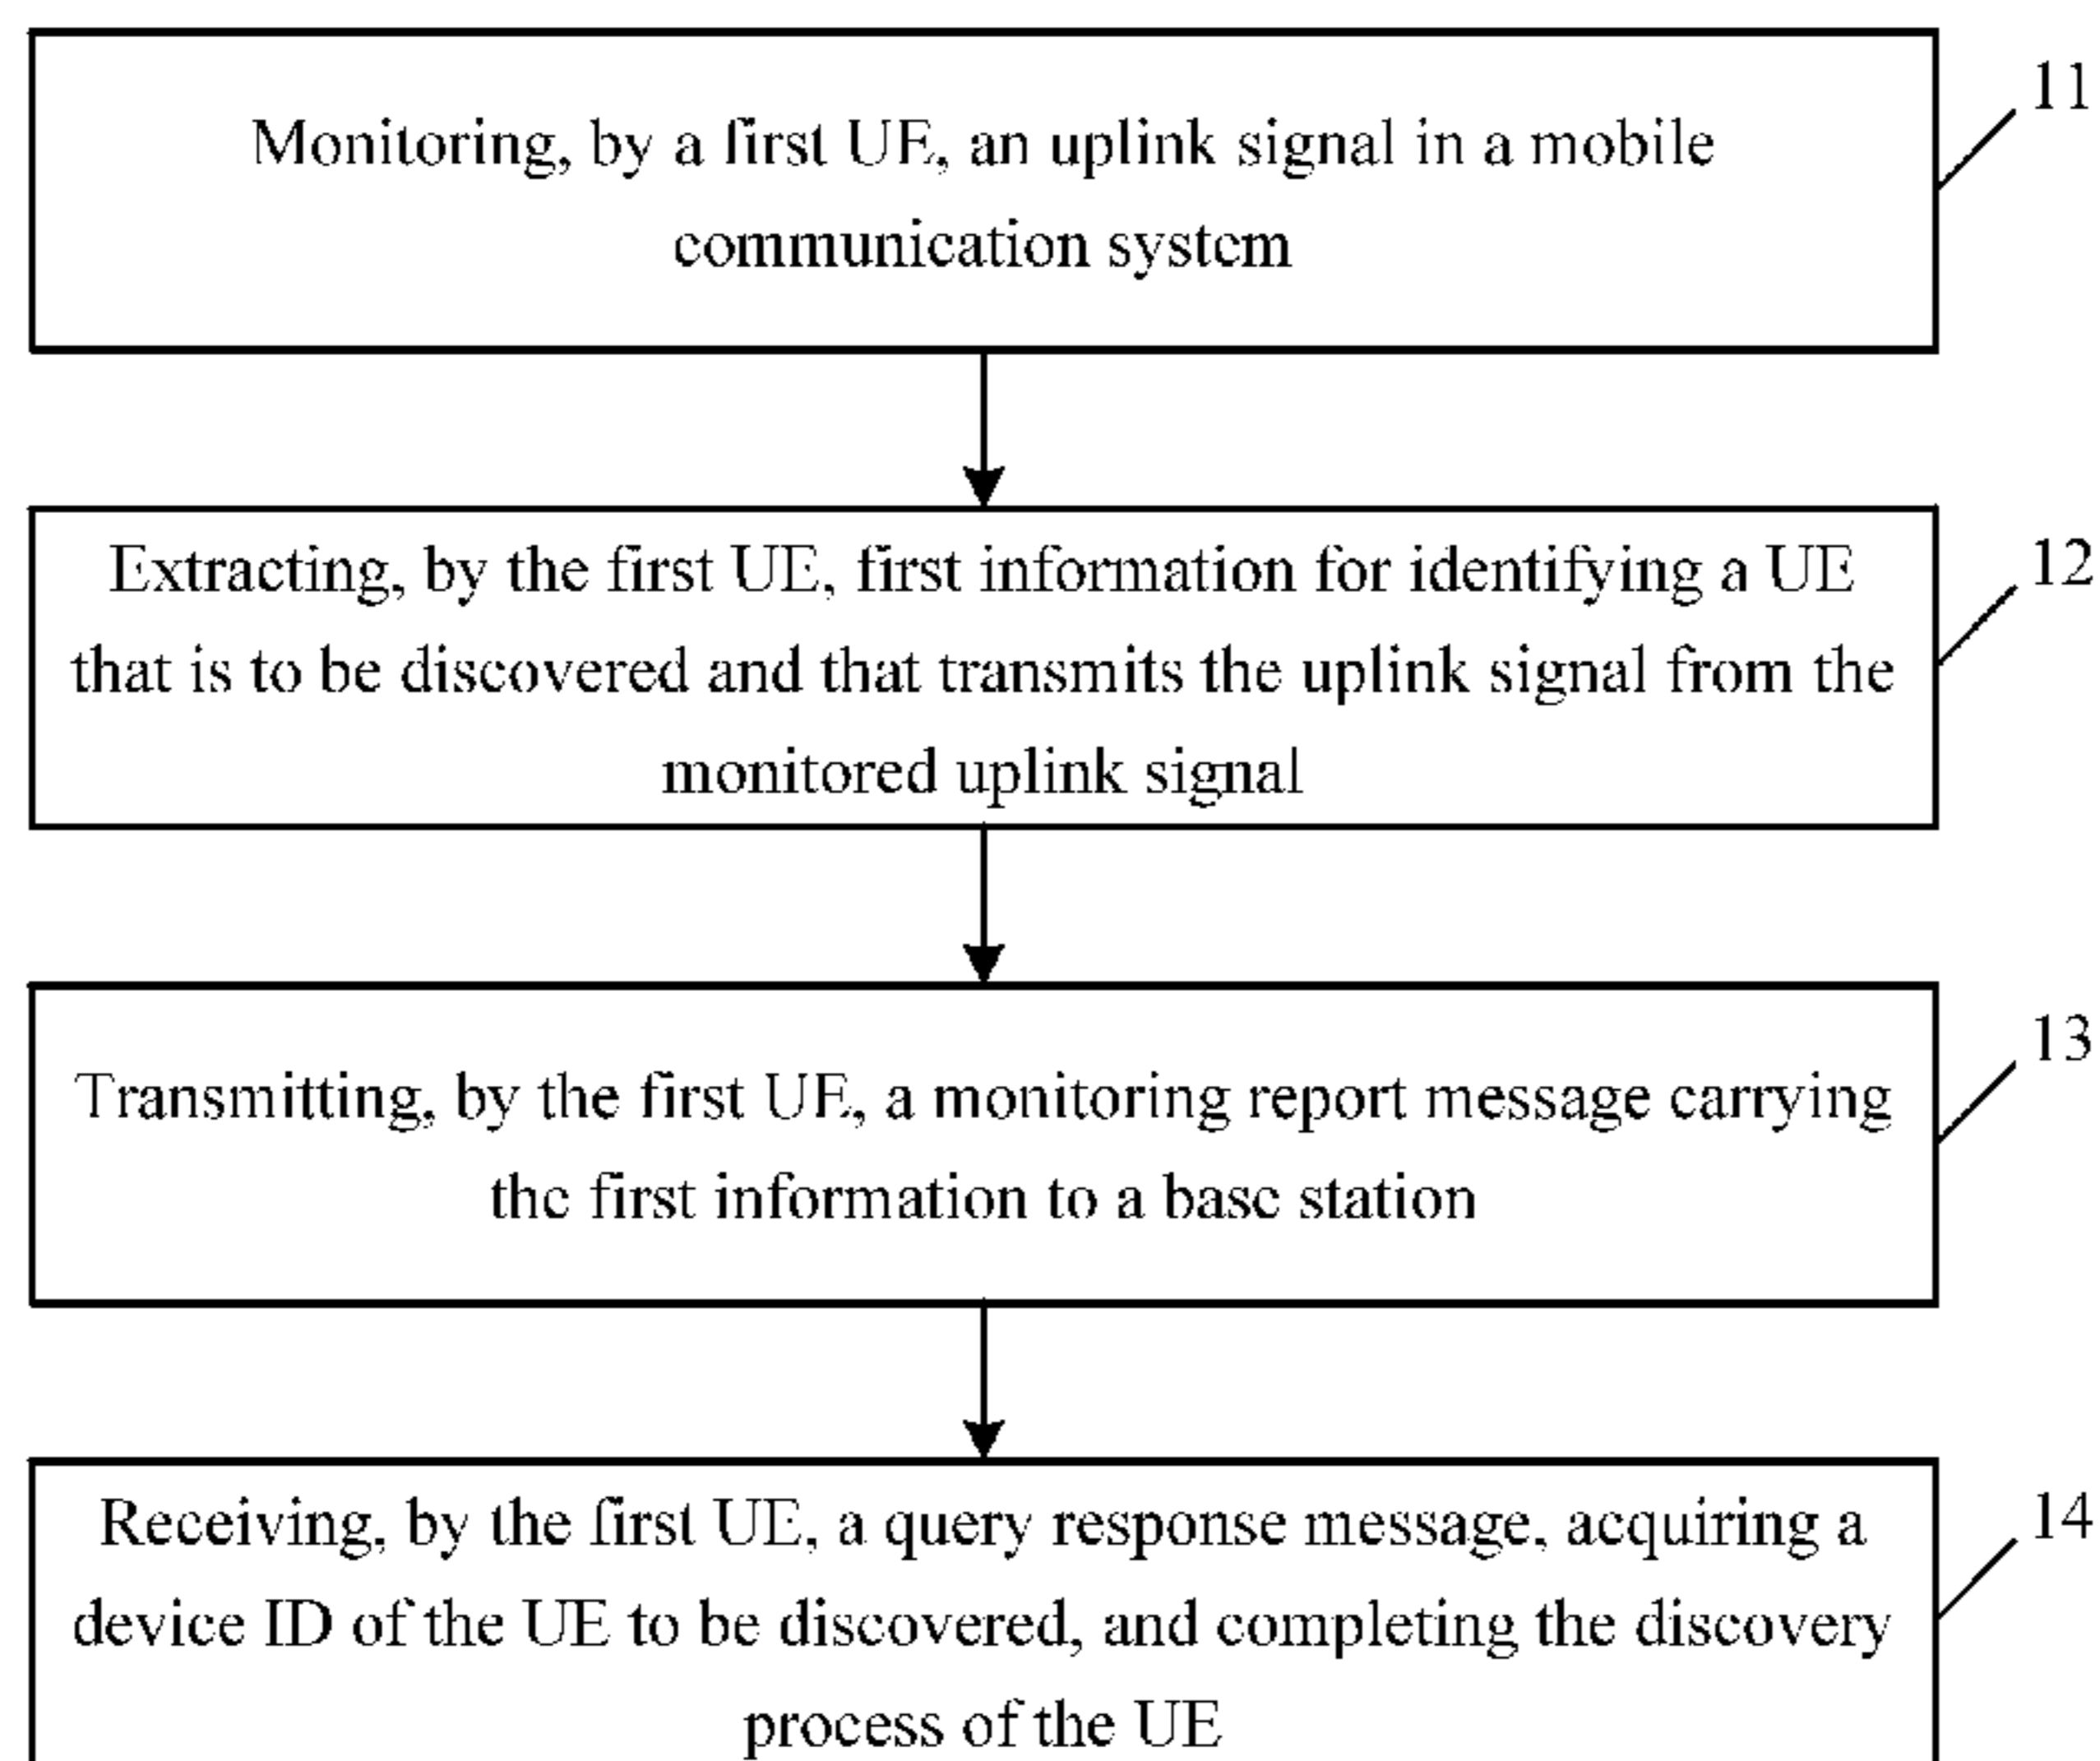 Monitoring, by a first UE, an uplink signal in a mobile
communication system
11
Extracting, by the first UE, first information for identifying a UE
that is to be discovered and that transmits the uplink signal from the
monitored uplink signal
12
Transmitting, by the first UE, a monitoring report message carrying
the first information to a base station
13
Receiving, by the first UE, a query response message, acquiring a
device ID of the UE to be discovered, and completing the discovery
process of the UE
14